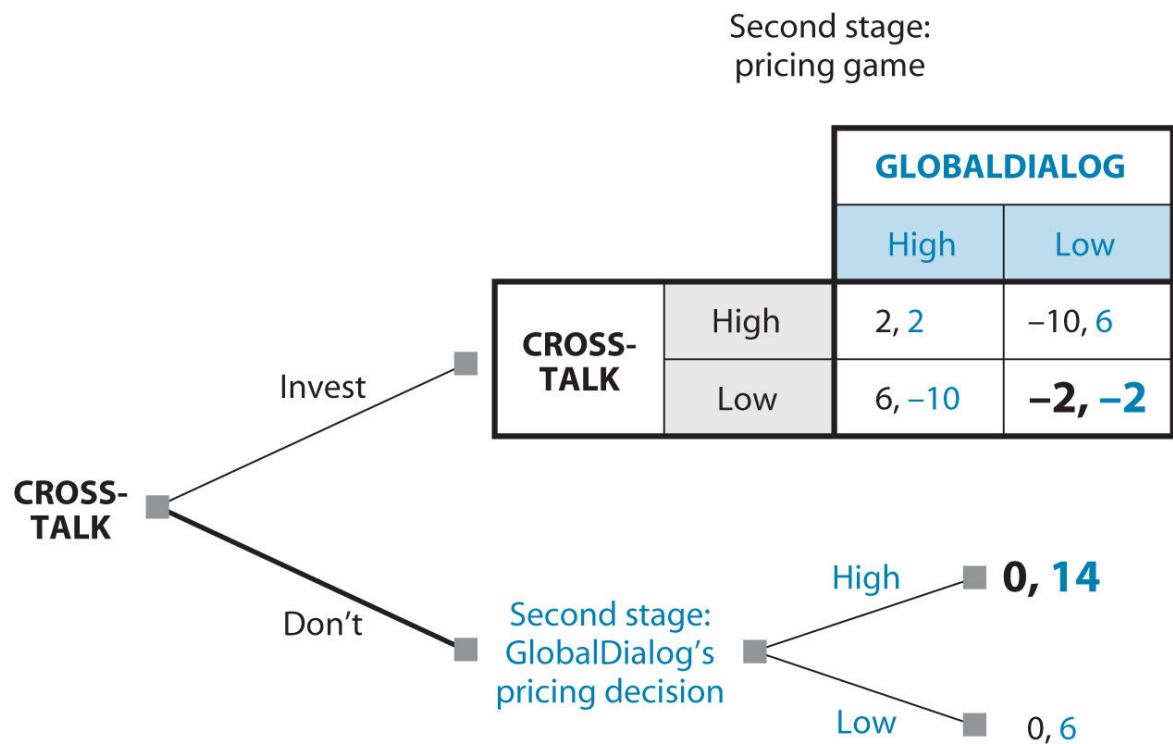 Second stage:
pricing game
GLOBALDIALOG
High Low
CROSS-
TALK
High 2, 2 –10, 6
Low 6, –10 –2, –2
Invest
CROSS-
TALK
Don’t
Second stage:
GlobalDialog’s
pricing decision
High 0, 14
Low 0, 6